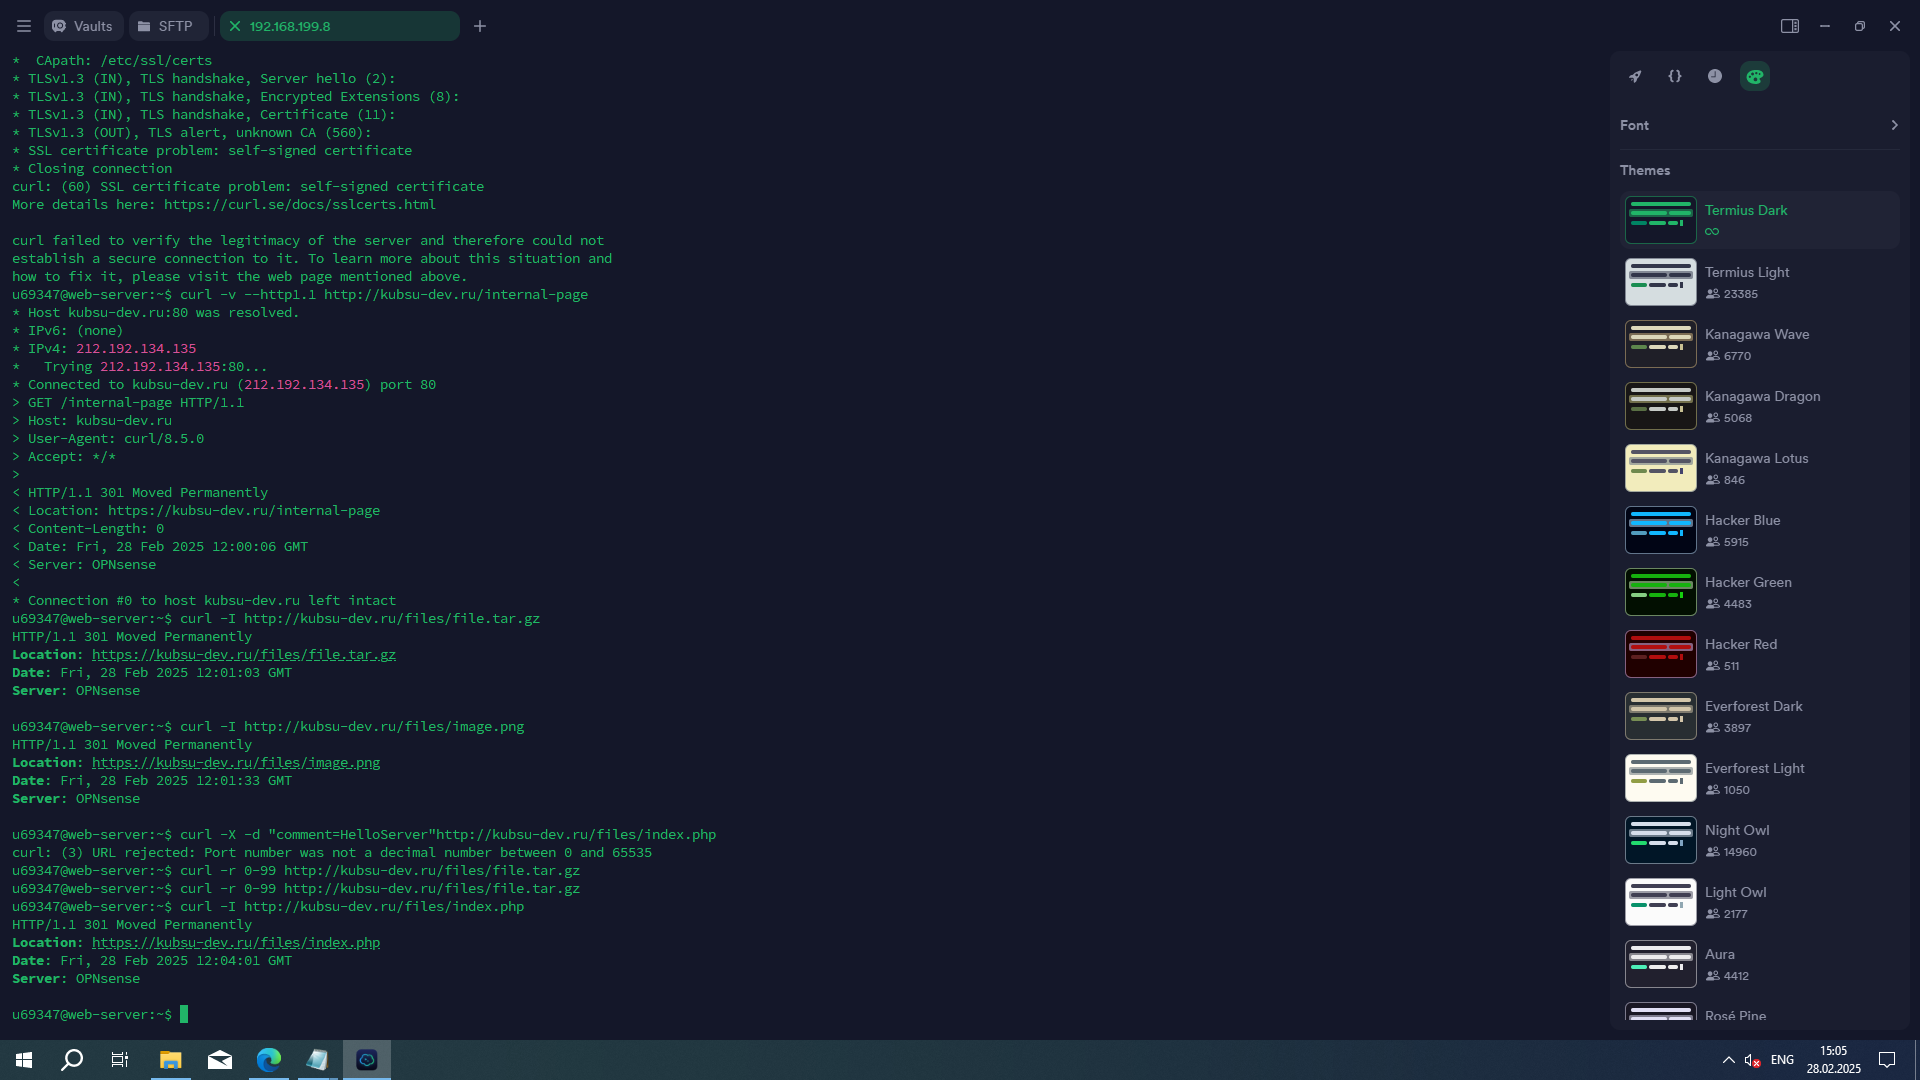 Vaults
SFTP
192.168.199.8
*  CApath: /etc/ssl/certs
* TLSv1.3 (IN), TLS handshake, Server hello (2):
* TLSv1.3 (IN), TLS handshake, Encrypted Extensions (8):
* TLSv1.3 (IN), TLS handshake, Certificate (11):
* TLSv1.3 (OUT), TLS alert, unknown CA (560):
* SSL certificate problem: self-signed certificate
* Closing connection
curl: (60) SSL certificate problem: self-signed certificate
More details here: https://curl.se/docs/sslcerts.html
curl failed to verify the legitimacy of the server and therefore could not
establish a secure connection to it. To learn more about this situation and
how to fix it, please visit the web page mentioned above.
u69347@web-server:~$ curl -v --http1.1 http://kubsu-dev.ru/internal-page
* Host kubsu-dev.ru:80 was resolved.
* IPv6: (none)
* IPv4: 212.192.134.135
*   Trying 212.192.134.135:80...
* Connected to kubsu-dev.ru (212.192.134.135) port 80
> GET /internal-page HTTP/1.1
> Host: kubsu-dev.ru
> User-Agent: curl/8.5.0
> Accept: */*
>
< HTTP/1.1 301 Moved Permanently
< Location: https://kubsu-dev.ru/internal-page
< Content-Length: 0
< Date: Fri, 28 Feb 2025 12:00:06 GMT
< Server: OPNsense
<
* Connection #0 to host kubsu-dev.ru left intact
u69347@web-server:~$ curl -I http://kubsu-dev.ru/files/file.tar.gz
HTTP/1.1 301 Moved Permanently
Location: https://kubsu-dev.ru/files/file.tar.gz
Date: Fri, 28 Feb 2025 12:01:03 GMT
Server: OPNsense
u69347@web-server:~$ curl -I http://kubsu-dev.ru/files/image.png
HTTP/1.1 301 Moved Permanently
Location: https://kubsu-dev.ru/files/image.png
Date: Fri, 28 Feb 2025 12:01:33 GMT
Server: OPNsense
u69347@web-server:~$ curl -X -d "comment=HelloServer"http://kubsu-dev.ru/files/index.php
curl: (3) URL rejected: Port number was not a decimal number between 0 and 65535
u69347@web-server:~$ curl -r 0-99 http://kubsu-dev.ru/files/file.tar.gz
u69347@web-server:~$ curl -r 0-99 http://kubsu-dev.ru/files/file.tar.gz
u69347@web-server:~$ curl -I http://kubsu-dev.ru/files/index.php
HTTP/1.1 301 Moved Permanently
Location: https://kubsu-dev.ru/files/index.php
Date: Fri, 28 Feb 2025 12:04:01 GMT
Server: OPNsense
u69347@web-server:~$
{}
Font
Themes
Termius Dark
∞
Termius Light
23385
Kanagawa Wave
6770
Kanagawa Dragon
5068
Kanagawa Lotus
846
Hacker Blue
5915
Hacker Green
4483
Hacker Red
511
Everforest Dark
3897
Everforest Light
1050
Night Owl
14960
Light Owl
2177
Aura
4412
Rosé Pine
ENG
15:05
28.02.2025